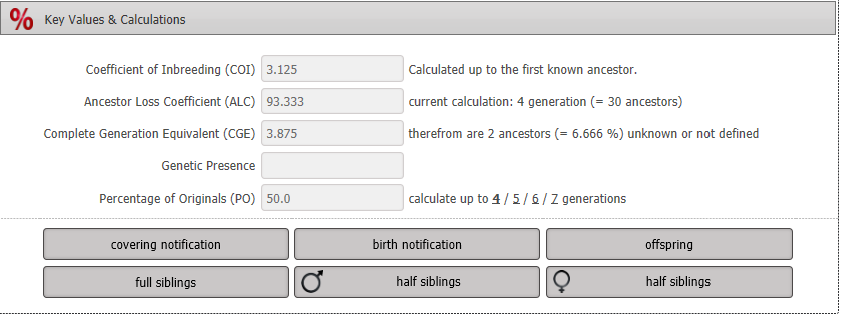 % Key Values & Calculations
Coefficient of Inbreeding (COI) 3.125 Calculated up to the first known ancestor.
Ancestor Loss Coefficient (ALC) 93.333 current calculation: 4 generation (= 30 ancestors)
Complete Generation Equivalent (CGE) 3.875 therefrom are 2 ancestors (= 6.666 %) unknown or not defined
Genetic Presence
Percentage of Originals (PO) 50.0 calculate up to 4 / 5 / 6 / 7 generations
covering notification birth notification offspring
full siblings ♂ half siblings ♀ half siblings